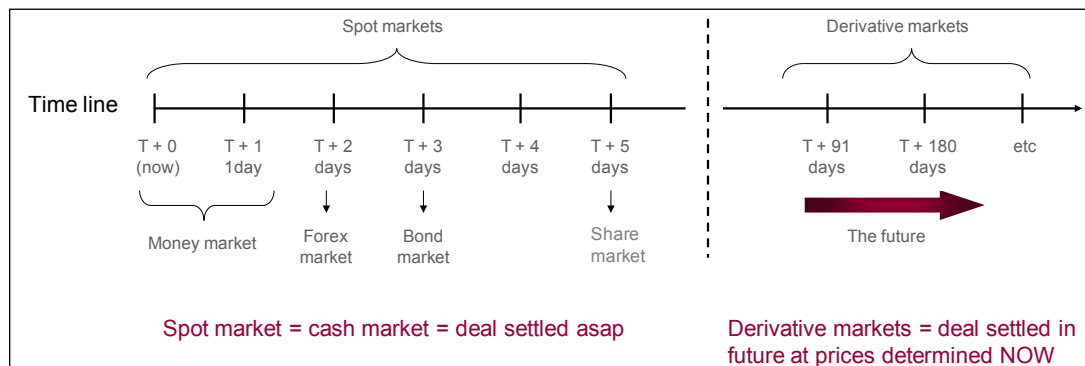 Spot markets
Derivative markets
Time line
T + 0
(now)
T + 1
1day
T + 2
days
T + 3
days
T + 4
days
T + 5
days
T + 91
days
T + 180
days
etc
Money market
Forex
market
Bond
market
Share
market
The future
Spot market = cash market = deal settled asap
Derivative markets = deal settled in
future at prices determined NOW